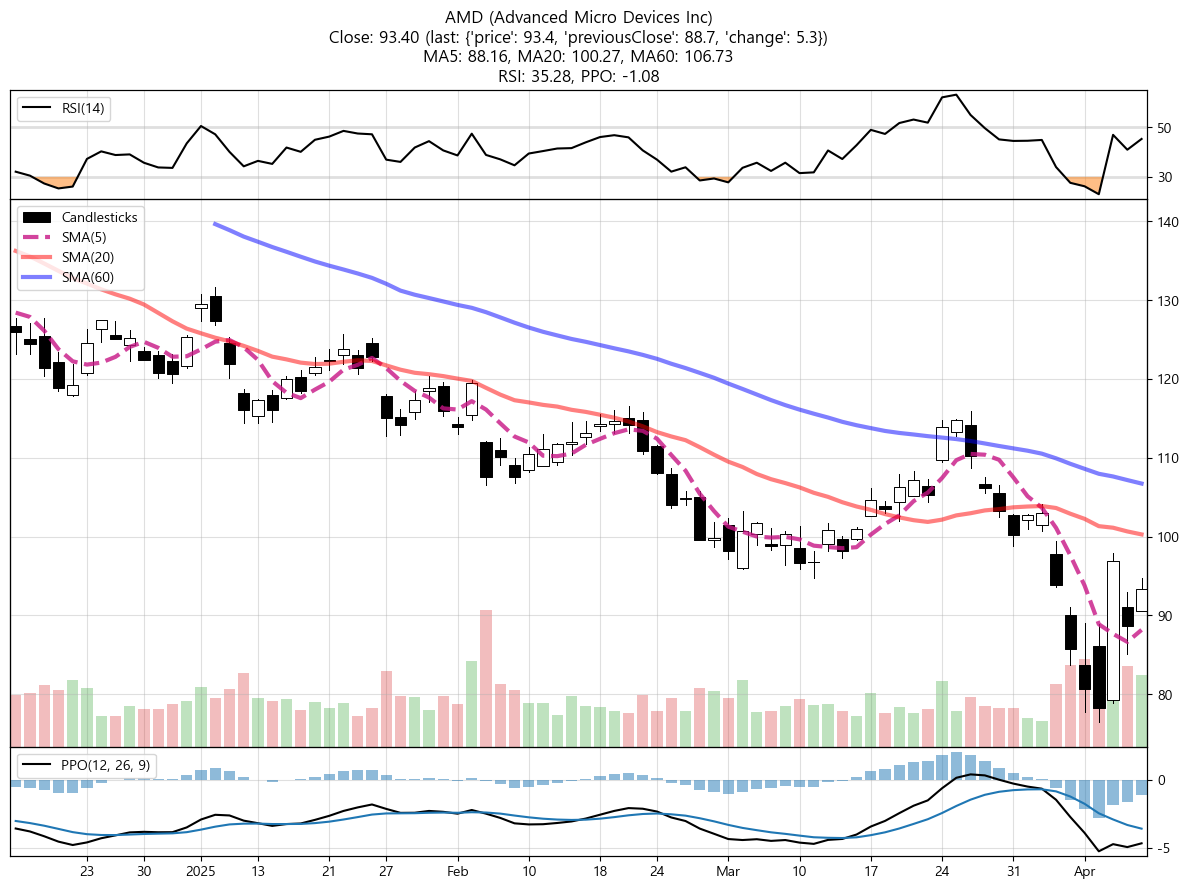 AMD (Advanced Micro Devices Inc)
Close: 93.40 (last: {'price': 93.4, 'previousClose': 88.7, 'change': 5.3})
MA5: 88.16, MA20: 100.27, MA60: 106.73
RSI: 35.28, PPO: -1.08
RSI(14)
50
30
Candlesticks
SMA(5)
SMA(20)
SMA(60)
140
130
120
110
100
90
80
PPO(12, 26, 9)
0
-5
23 30 2025 13 21 27 Feb 10 18 24 Mar 10 17 24 31 Apr